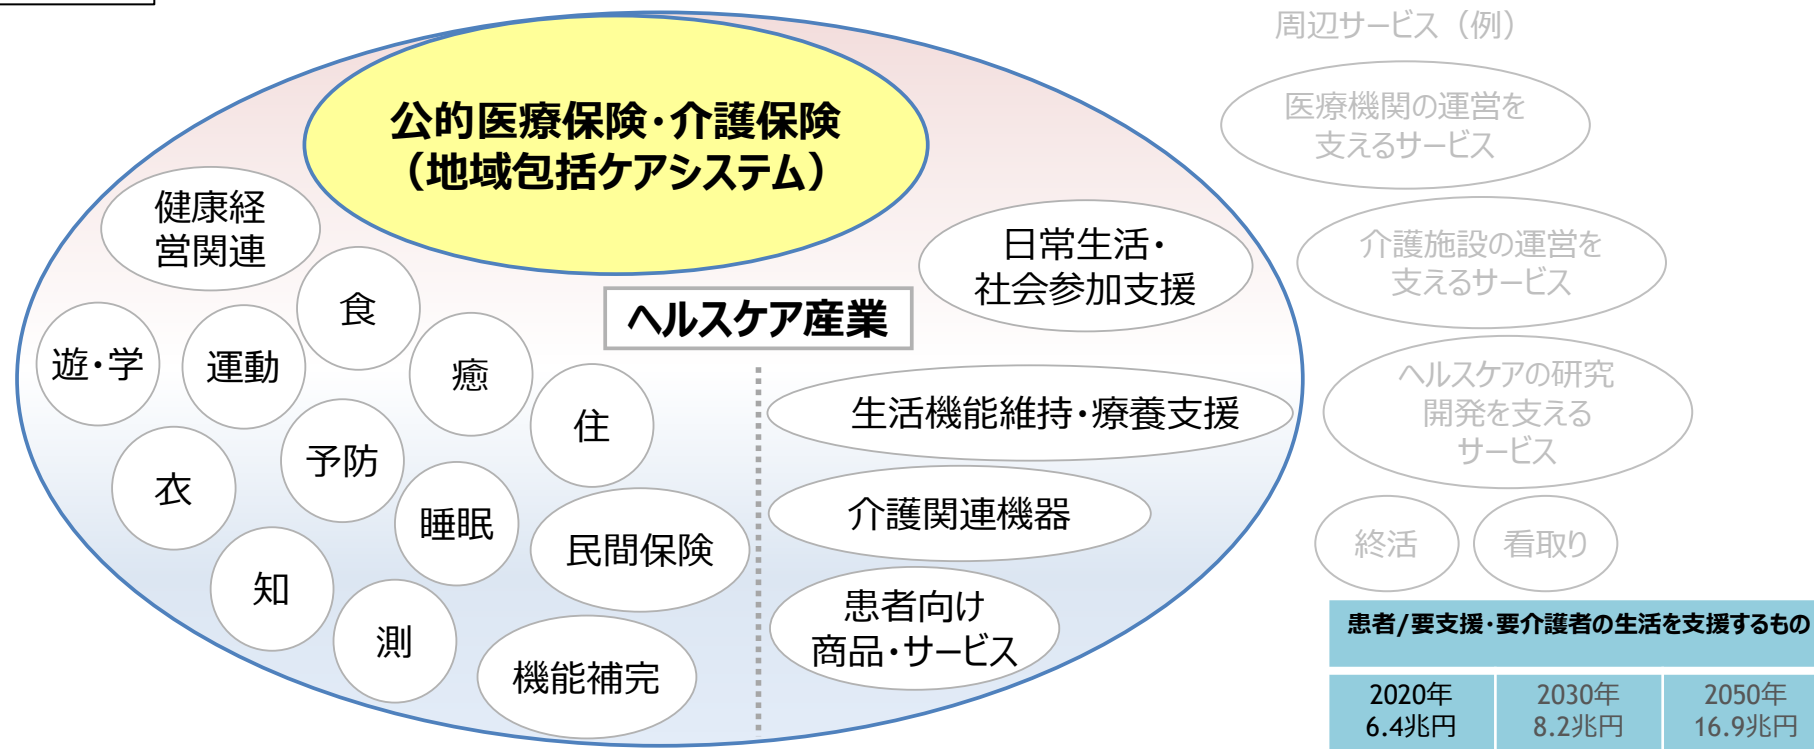 周辺サービス（例）
公的医療保険・介護保険
（地域包括ケアシステム）
医療機関の運営を
支えるサービス
健康経
営関連
日常生活・
社会参加支援
介護施設の運営を
支えるサービス
食
ヘルスケア産業
遊・学
運動
癒
住
生活機能維持・療養支援
ヘルスケアの研究
開発を支える
サービス
衣
予防
睡眠
民間保険
介護関連機器
終活
看取り
知
測
機能補完
患者向け
商品・サービス
患者/要支援・要介護者の生活を支援するもの
2020年
6.4兆円
2030年
8.2兆円
2050年
16.9兆円